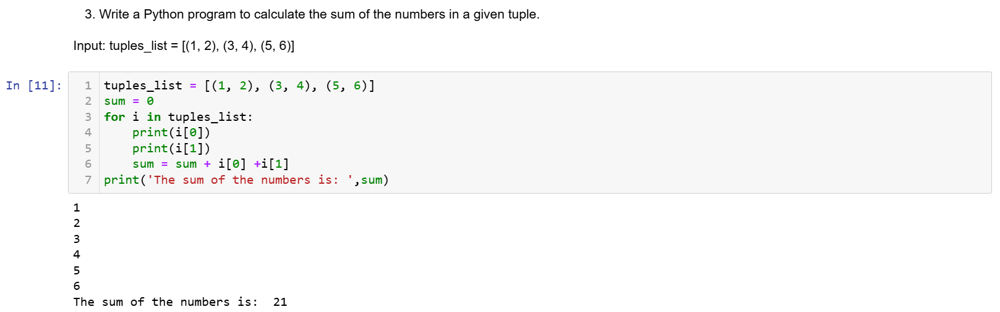 3. Write a Python program to calculate the sum of the numbers in a given tuple.
Input: tuples_list = [(1, 2), (3, 4), (5, 6)]
In [11]:
1 tuples_list = [(1, 2), (3, 4), (5, 6)]
2 sum = 0
3 for i in tuples_list:
4     print(i[0])
5     print(i[1])
6     sum = sum + i[0] +i[1]
7 print('The sum of the numbers is: ',sum)
1
2
3
4
5
6
The sum of the numbers is:  21